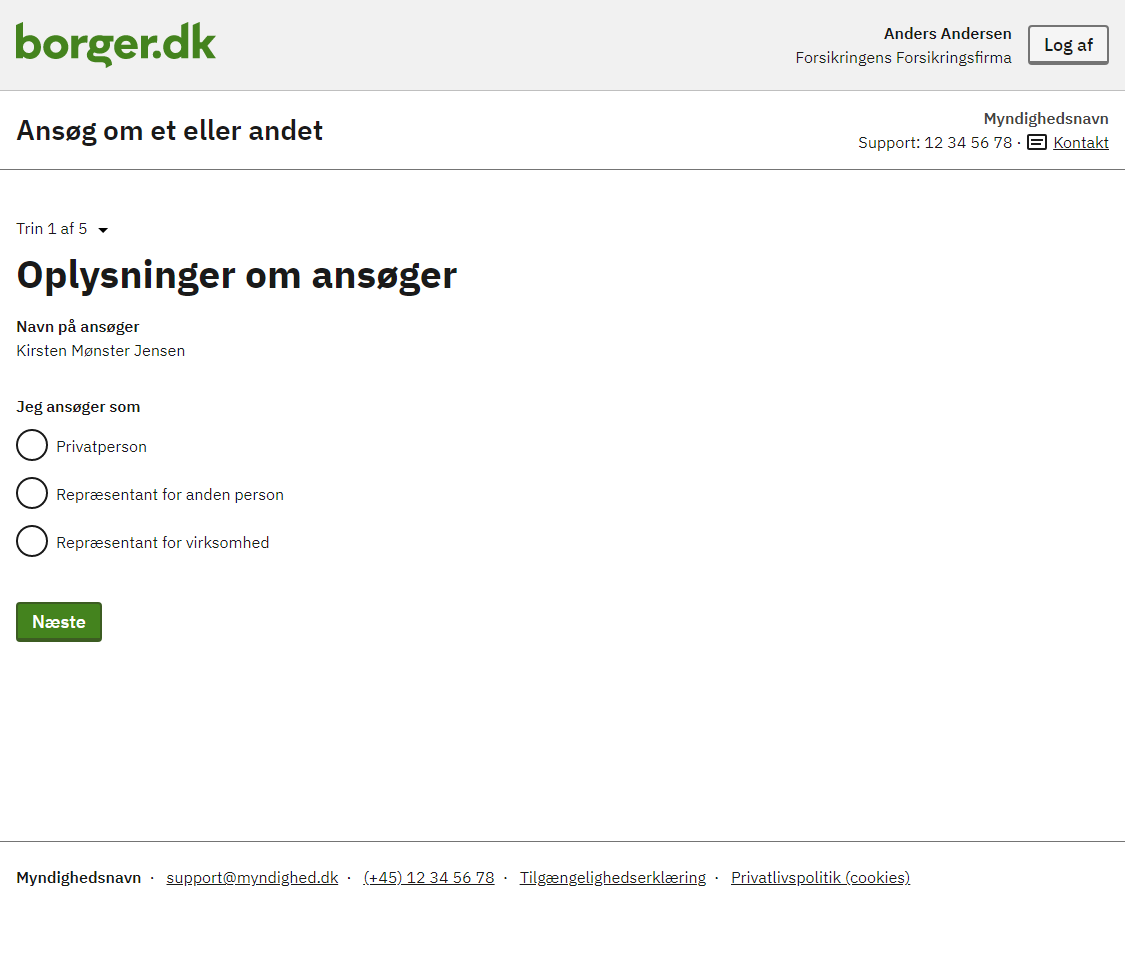 borger.dk
Anders Andersen
Forsikringens Forsikringsfirma
Log af
Ansøg om et eller andet
Myndighedsnavn
Support: 12 34 56 78 · Kontakt
Trin 1 af 5
Oplysninger om ansøger
Navn på ansøger
Kirsten Mønster Jensen
Jeg ansøger som
Privatperson
Repræsentant for anden person
Repræsentant for virksomhed
Næste
Myndighedsnavn · support@myndighed.dk · (+45) 12 34 56 78 · Tilgængelighedserklæring · Privatlivspolitik (cookies)